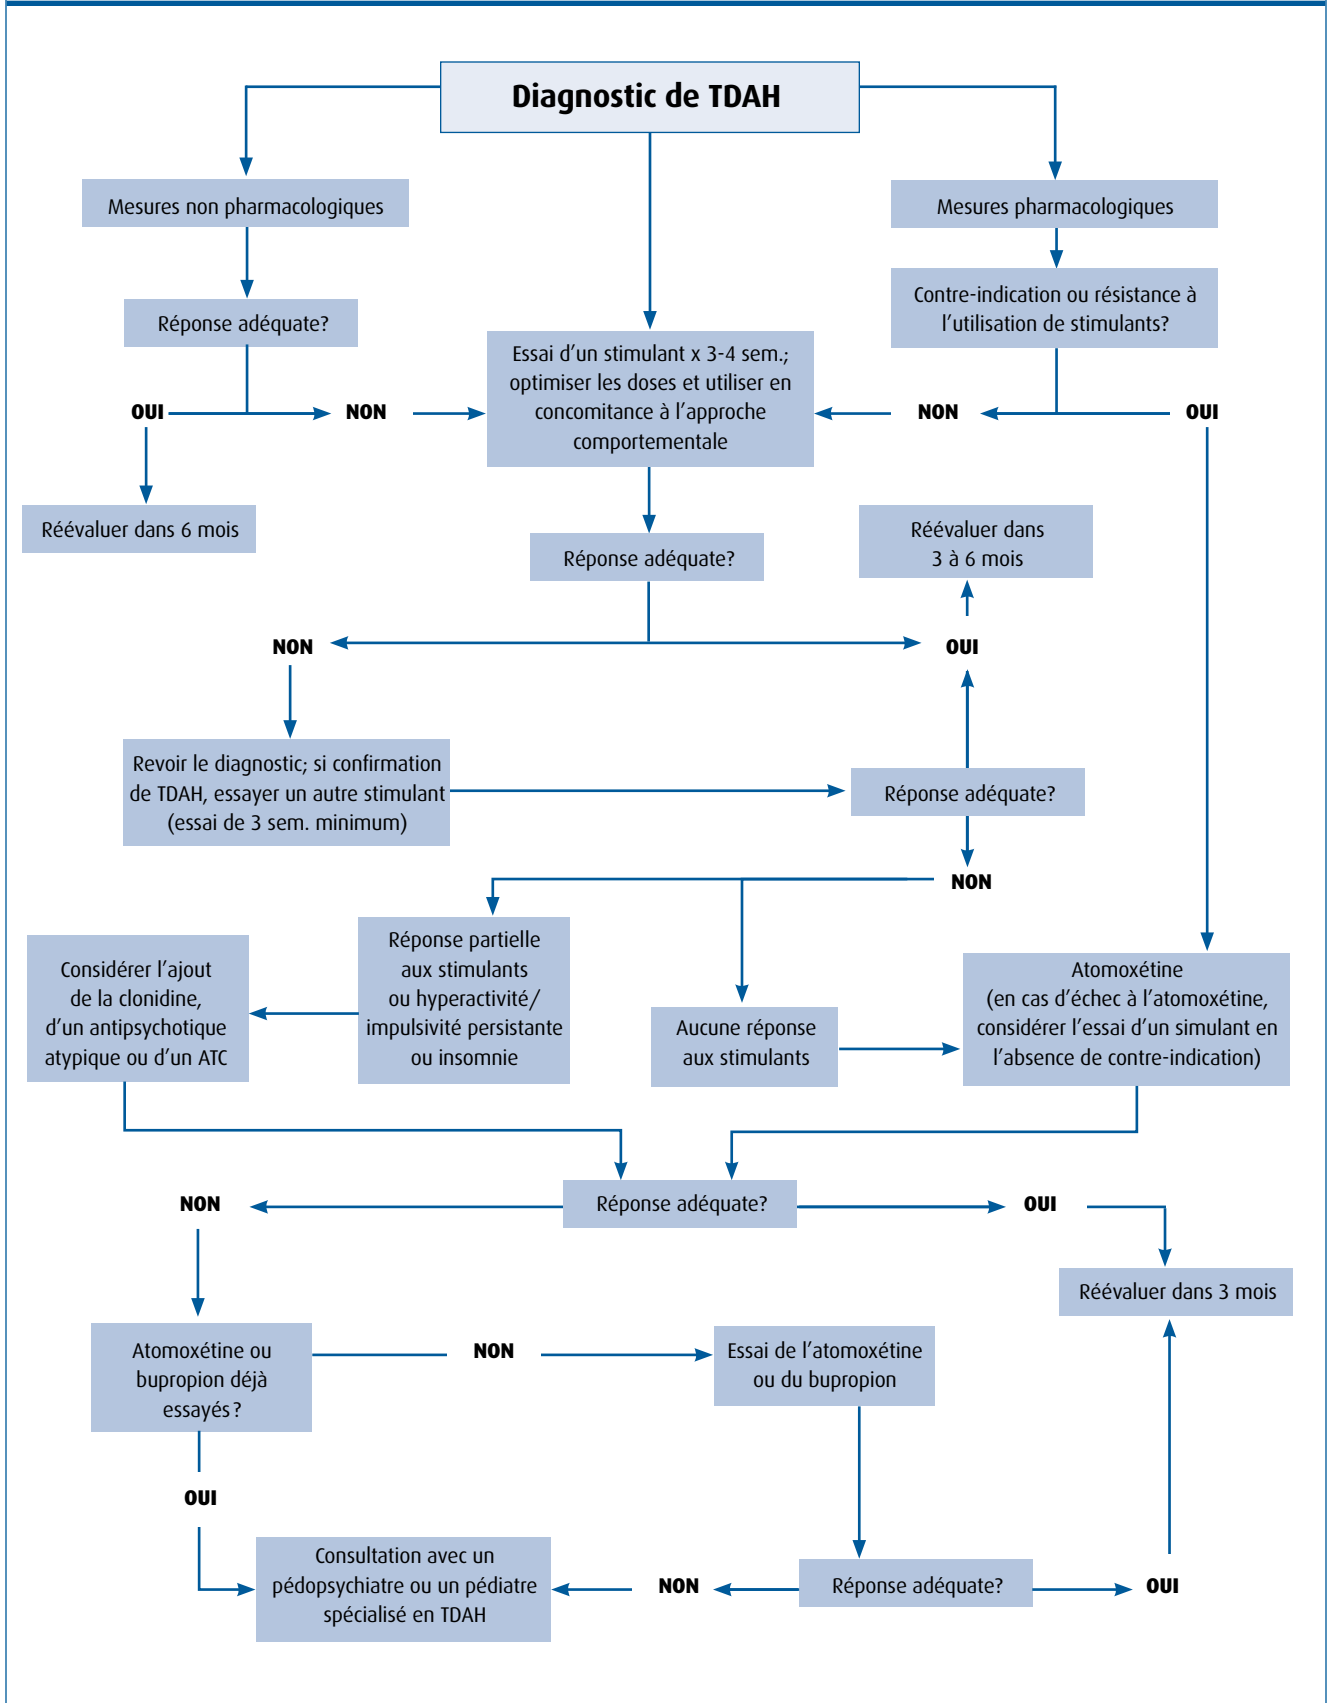 Diagnostic de TDAH
Mesures non pharmacologiques
Mesures pharmacologiques
Réponse adéquate?
Contre-indication ou résistance à
l'utilisation de stimulants?
Essai d'un stimulant x 3-4 sem.;
optimiser les doses et utiliser en
concomitance à l'approche
comportementale
OUI
NON
NON
OUI
Réévaluer dans 6 mois
Réponse adéquate?
Réévaluer dans
3 à 6 mois
NON
OUI
Revoir le diagnostic; si confirmation
de TDAH, essayer un autre stimulant
(essai de 3 sem. minimum)
Réponse adéquate?
NON
Considérer l'ajout
de la clonidine,
d'un antipsychotique
atypique ou d'un ATC
Réponse partielle
aux stimulants
ou hyperactivité/
impulsivité persistante
ou insomnie
Aucune réponse
aux stimulants
Atomoxétine
(en cas d'échec à l'atomoxétine,
considérer l'essai d'un simulant en
l'absence de contre-indication)
NON
Réponse adéquate?
OUI
Réévaluer dans 3 mois
Atomoxétine ou
bupropion déjà
essayés?
NON
Essai de l'atomoxétine
ou du bupropion
OUI
Consultation avec un
pédopsychiatre ou un pédiatre
spécialisé en TDAH
NON
Réponse adéquate?
OUI